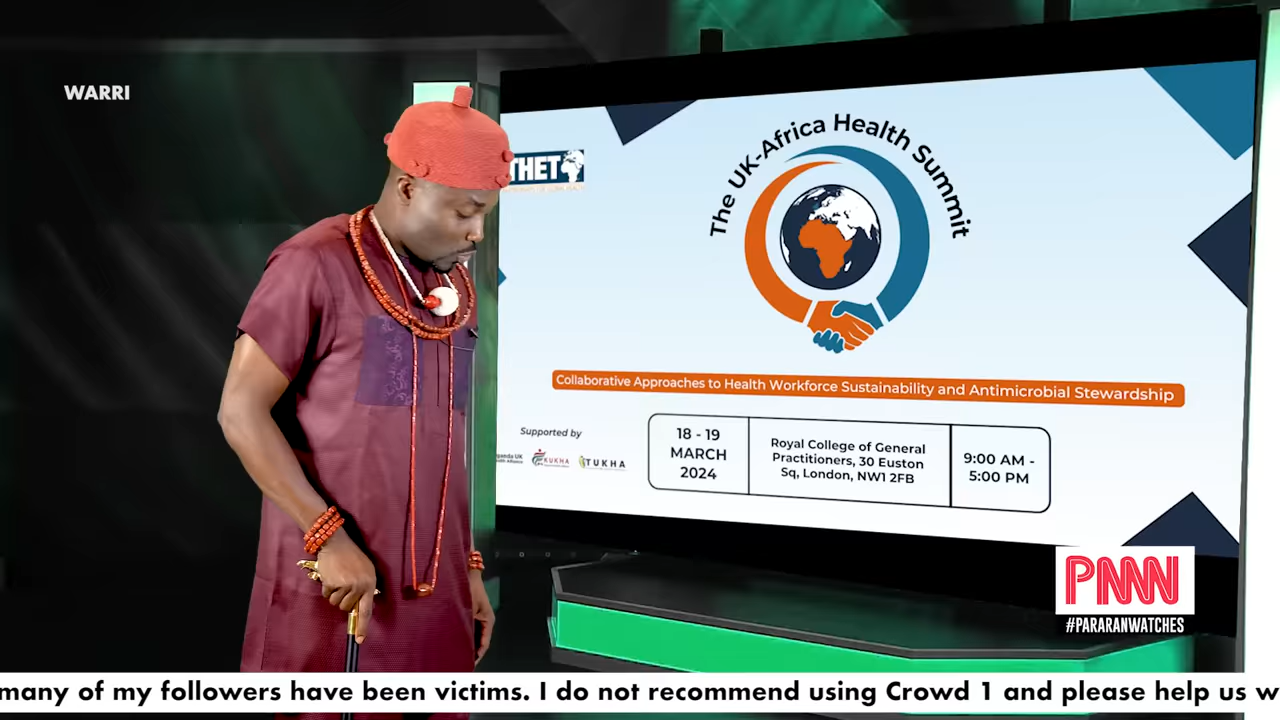 WARRI
THET
The UK-Africa Health Summit
Collaborative Approaches to Health Workforce Sustainability and Antimicrobial Stewardship
Supported by
UK
KUKHA
TUKHA
18 - 19
MARCH
2024
Royal College of General
Practitioners, 30 Euston
Sq, London, NW1 2FB
9:00 AM -
5:00 PM
PMNN
#PARARANWATCHES
many of my followers have been victims. I do not recommend using Crowd 1 and please help us w